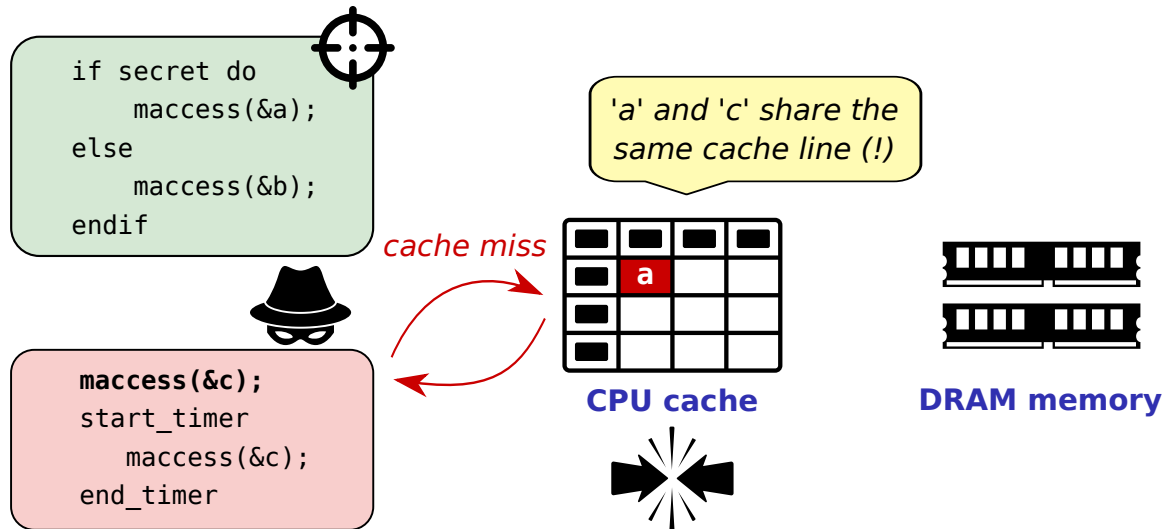 if secret do
    maccess(&a);
else
    maccess(&b);
endif
'a' and 'c' share the
same cache line (!)
cache miss
a
maccess(&c);
start_timer
   maccess(&c);
end_timer
CPU cache
DRAM memory